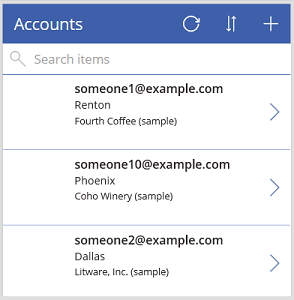 Accounts
Search items
someone1@example.com
Renton
Fourth Coffee (sample)
someone10@example.com
Phoenix
Coho Winery (sample)
someone2@example.com
Dallas
Litware, Inc. (sample)